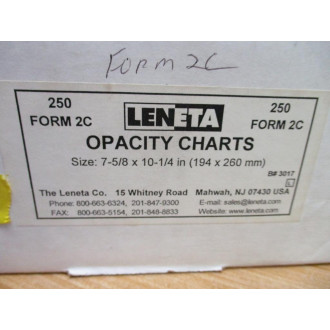 Form 2C
250 LENETA 250
FORM 2C FORM 2C
OPACITY CHARTS
Size: 7-5/8 x 10-1/4 in (194 x 260 mm)
B# 3017
L
The Leneta Co. 15 Whitney Road Mahwah, NJ 07430 USA
Phone: 800-663-6324, 201-847-9300 E-mail: sales@leneta.com
FAX: 800-663-5154, 201-848-8833 Website: www.leneta.com